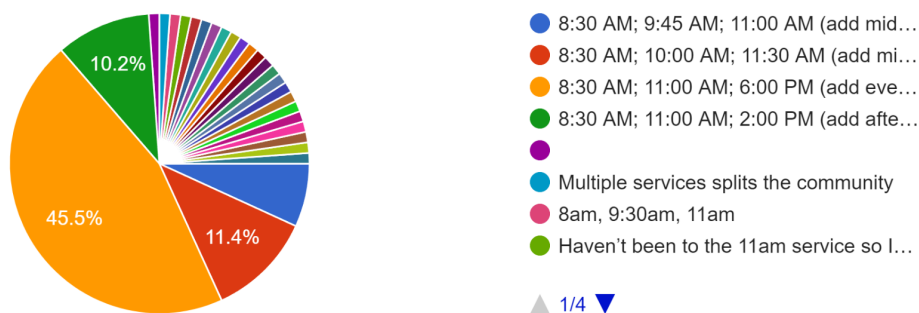 8:30 AM; 9:45 AM; 11:00 AM (add mid…
10.2%
8:30 AM; 10:00 AM; 11:30 AM (add mi…
8:30 AM; 11:00 AM; 6:00 PM (add eve…
8:30 AM; 11:00 AM; 2:00 PM (add afte…
Multiple services splits the community
45.5%
8am, 9:30am, 11am
11.4%
Haven’t been to the 11am service so I…
1/4